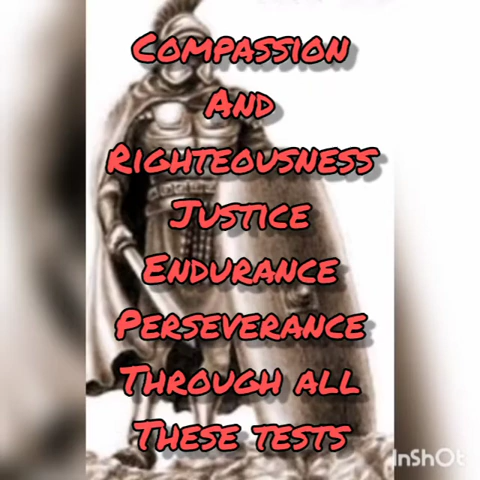 Compassion
And
Righteousness
Justice
Endurance
Perseverance
Through all
These tests
InShOt